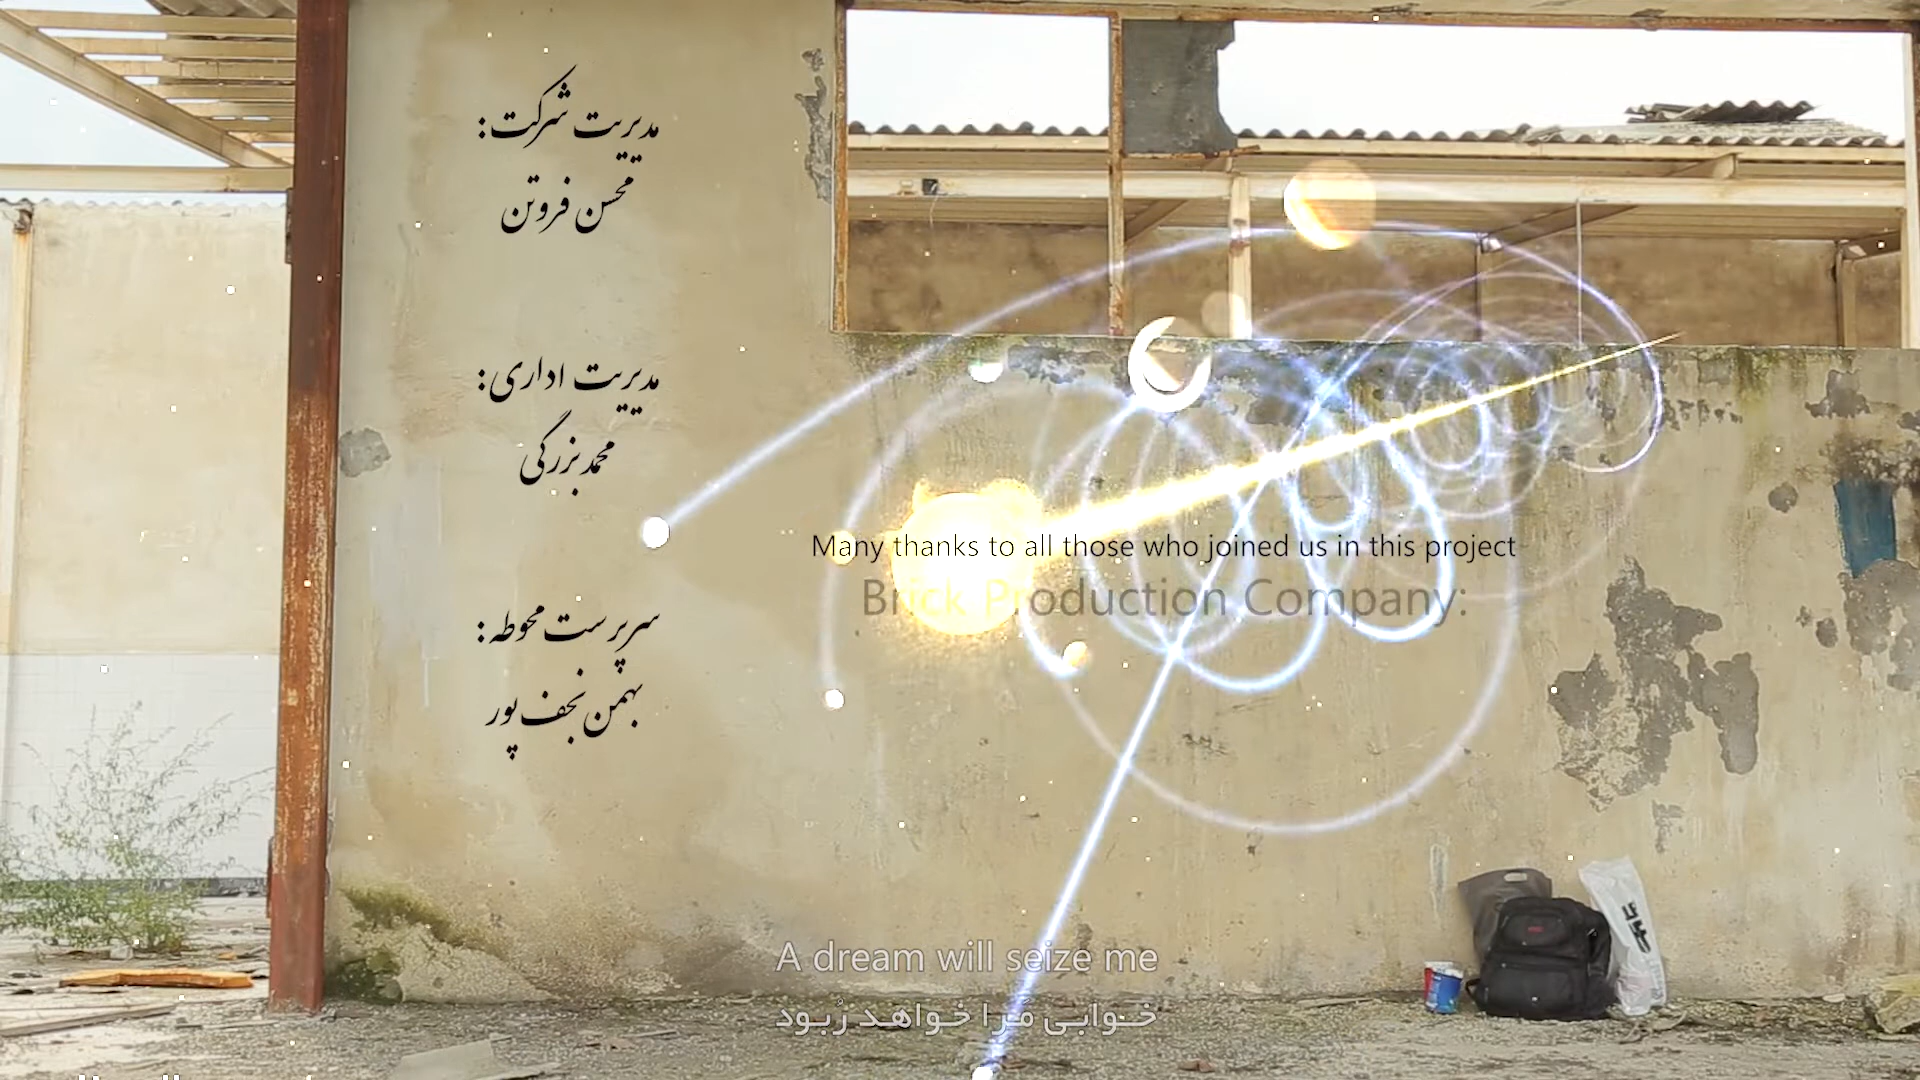 مدیریت شرکت:
محسن فروتن
مدیریت اداری:
محمد بزرگی
سرپرست محوطه:
بهمن نجف پور
Many thanks to all those who joined us in this project
Brick Production Company:
A dream will seize me
خوابی مَرا خواهد رُبود